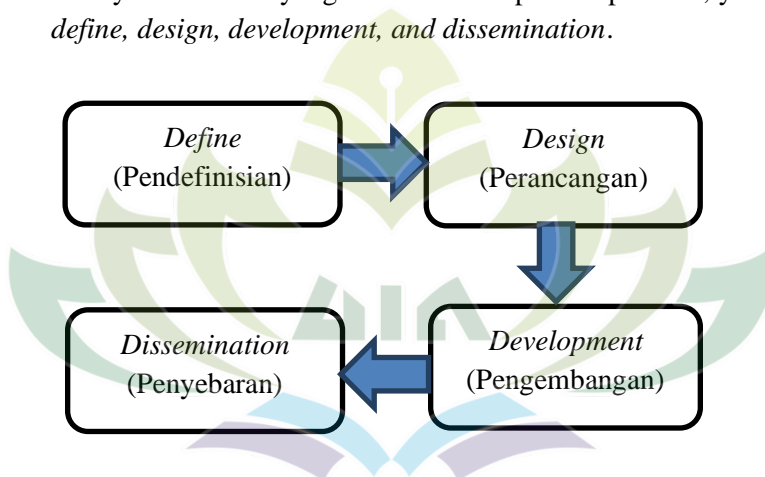 define, design, development, and dissemination.
Define
(Pendefinisian)
Design
(Perancangan)
Dissemination
(Penyebaran)
Development
(Pengembangan)